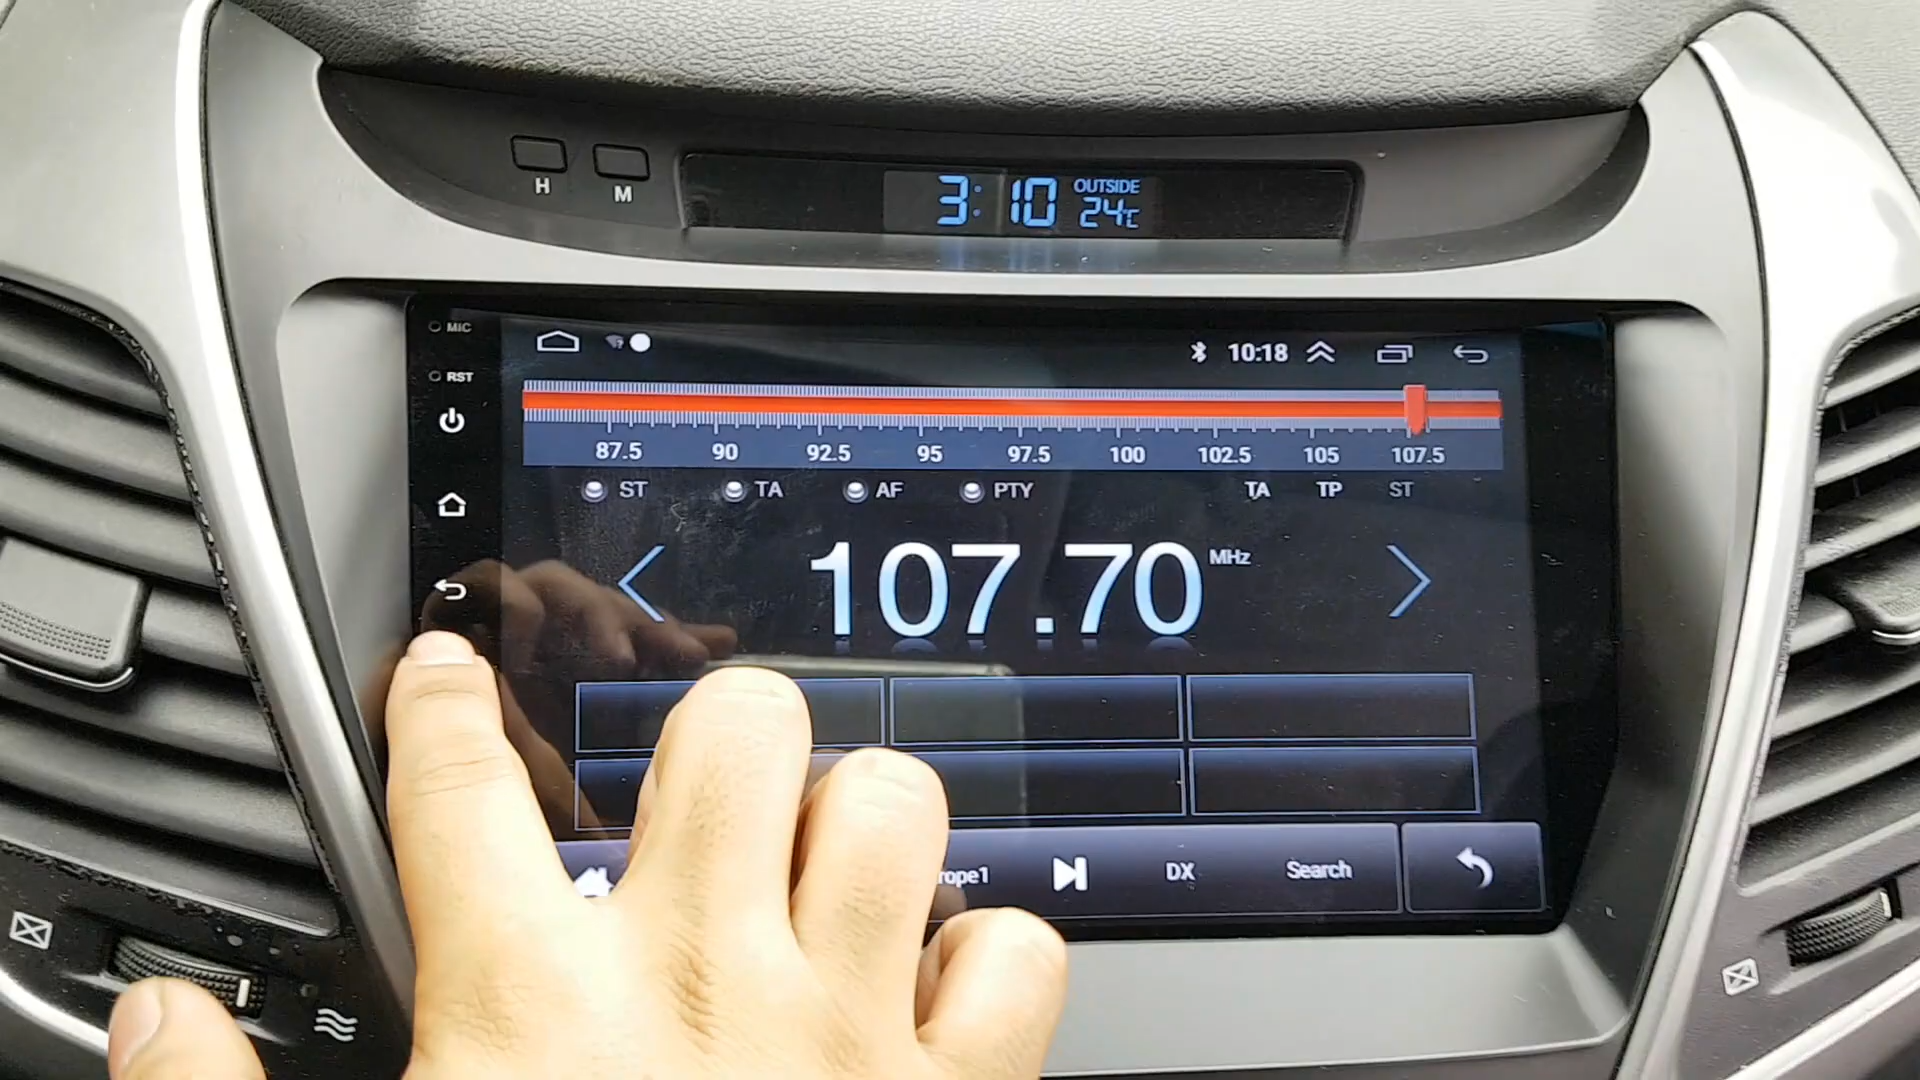 H M
3:10 OUTSIDE 24℃
MIC
RST
10:18
87.5 90 92.5 95 97.5 100 102.5 105 107.5
ST TA AF PTY TA TP ST
107.70 MHz
rope1 DX Search